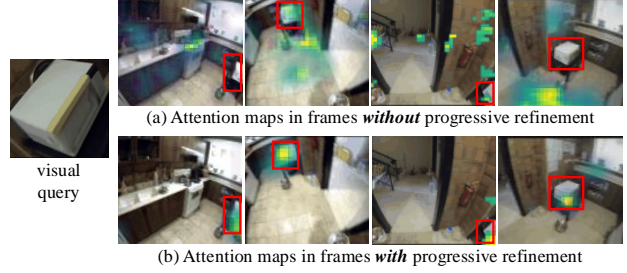 (a) Attention maps in frames without progressive refinement
visual
query
(b) Attention maps in frames with progressive refinement